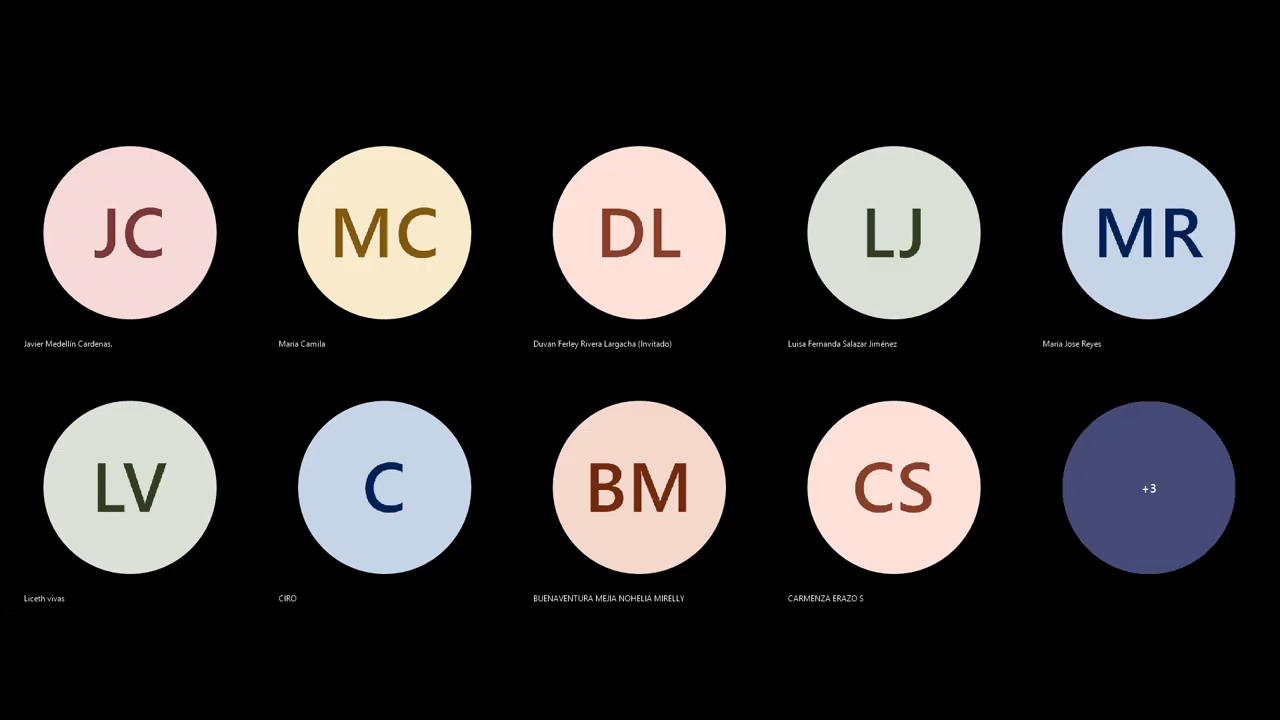 JC
MC
DL
LJ
MR
Javier Medellín Cardenas.
Maria Camila
Duvan Ferley Rivera Largacha (Invitado)
Luisa Fernanda Salazar Jiménez
Maria Jose Reyes
LV
C
BM
CS
+3
Liceth vivas
CIRO
BUENAVENTURA MEJIA NOHELIA MIRELLY
CARMENZA ERAZO S